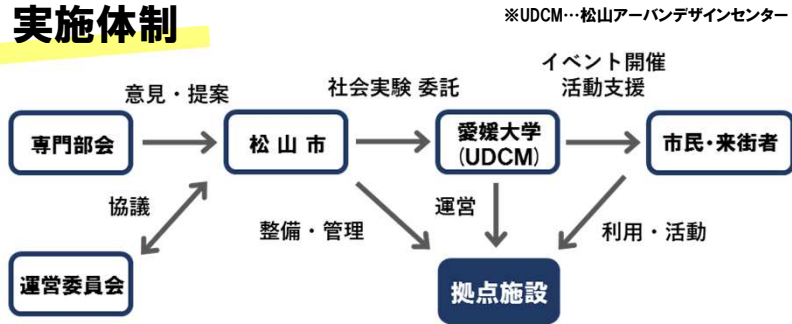 実施体制
※UDCM…松山アーバンデザインセンター
イベント開催
活動支援
意見・提案
社会実験 委託
専門部会
松山市
愛媛大学
(UDCM)
市民・来街者
協議
整備・管理
運営
利用・活動
運営委員会
拠点施設